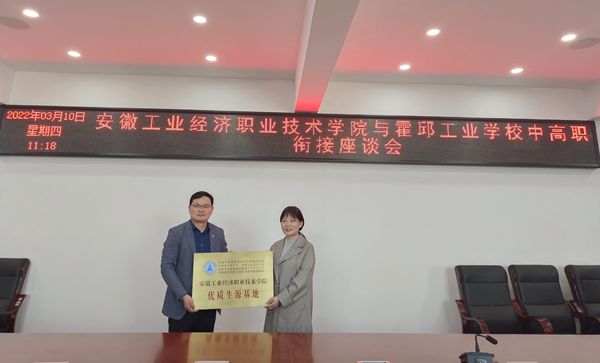 2022年03月10日
星期四
11:18
安徽工业经济职业技术学院与霍邱工业学校中高职
衔接座谈会
安徽工业经济职业技术学院
优质生源基地